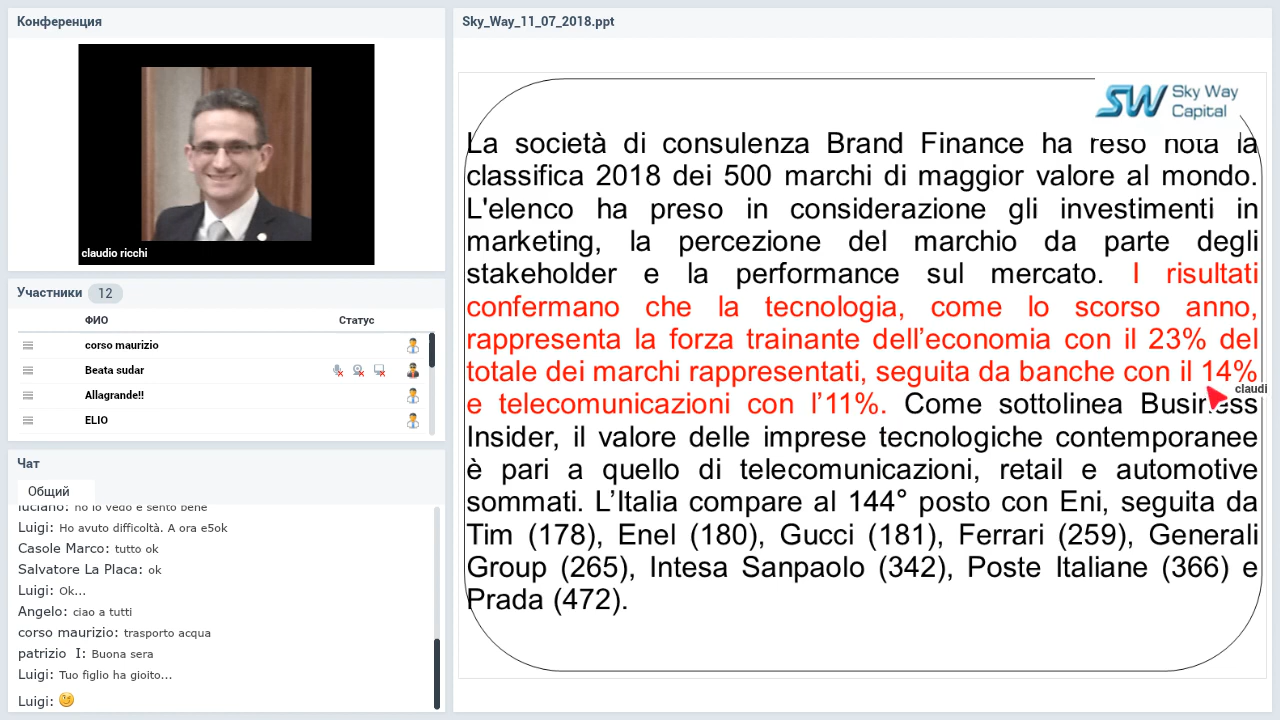 Конференция
claudio ricchi
Участники 12
ФИО Статус
corso maurizio
Beata sudar
Allagrande!!
ELIO
Чат
Общий
luciano: no lo vedo e sento bene
Luigi: Ho avuto difficoltà. A ora e5ok
Casole Marco: tutto ok
Salvatore La Placa: ok
Luigi: Ok...
Angelo: ciao a tutti
corso maurizio: trasporto acqua
patrizio I: Buona sera
Luigi: Tuo figlio ha gioito...
Luigi:
Sky_Way_11_07_2018.ppt
SW Sky Way
Capital
La società di consulenza Brand Finance ha reso nota la
classifica 2018 dei 500 marchi di maggior valore al mondo.
L'elenco ha preso in considerazione gli investimenti in
marketing, la percezione del marchio da parte degli
stakeholder e la performance sul mercato. I risultati
confermano che la tecnologia, come lo scorso anno,
rappresenta la forza trainante dell’economia con il 23% del
totale dei marchi rappresentati, seguita da banche con il 14%
claudi
e telecomunicazioni con l’11%. Come sottolinea Business
Insider, il valore delle imprese tecnologiche contemporanee
è pari a quello di telecomunicazioni, retail e automotive
sommati. L’Italia compare al 144° posto con Eni, seguita da
Tim (178), Enel (180), Gucci (181), Ferrari (259), Generali
Group (265), Intesa Sanpaolo (342), Poste Italiane (366) e
Prada (472).